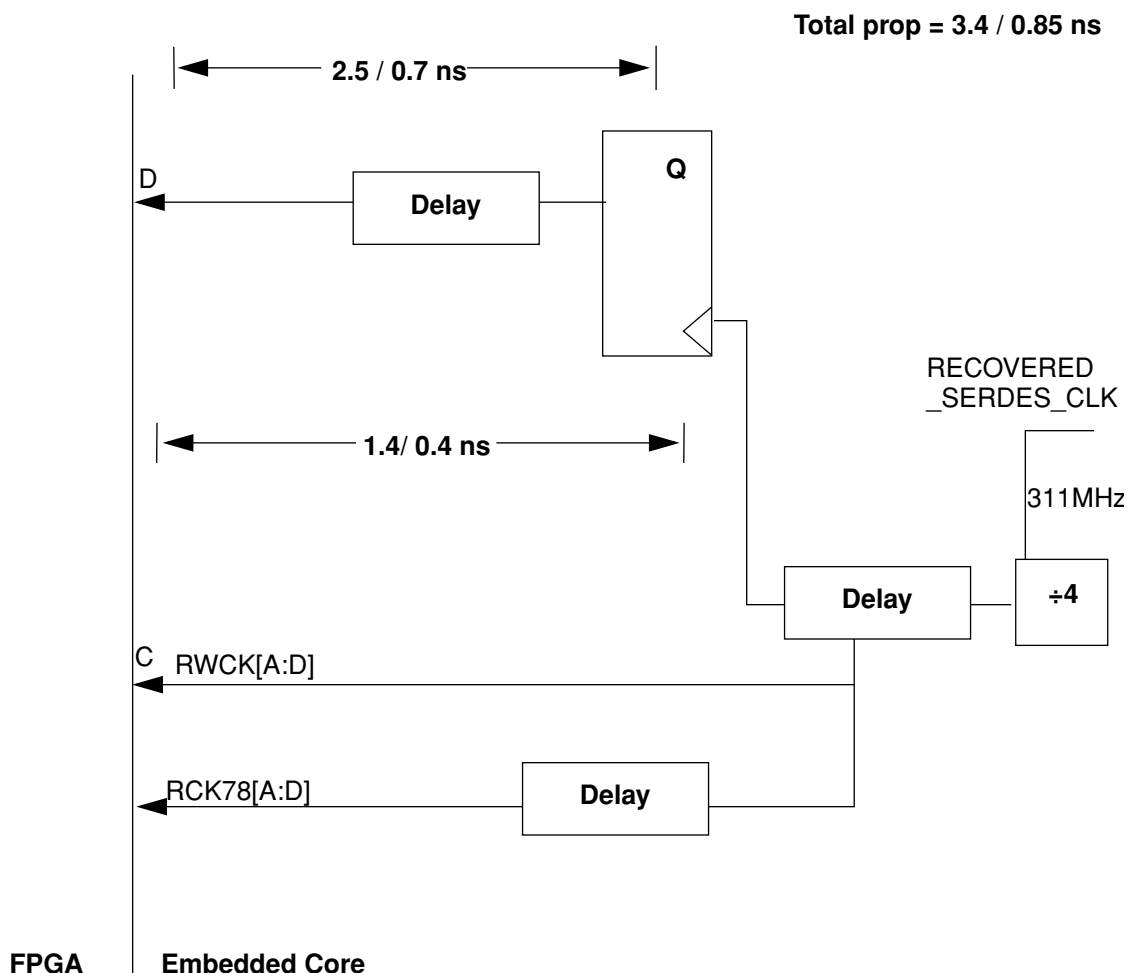 Total prop = 3.4 / 0.85 ns
2.5 / 0.7 ns
Q
D
Delay
RECOVERED
_SERDES_CLK
1.4/ 0.4 ns
311MHz
Delay
÷4
C
RWCK[A:D]
RCK78[A:D]
Delay
FPGA
Embedded Core